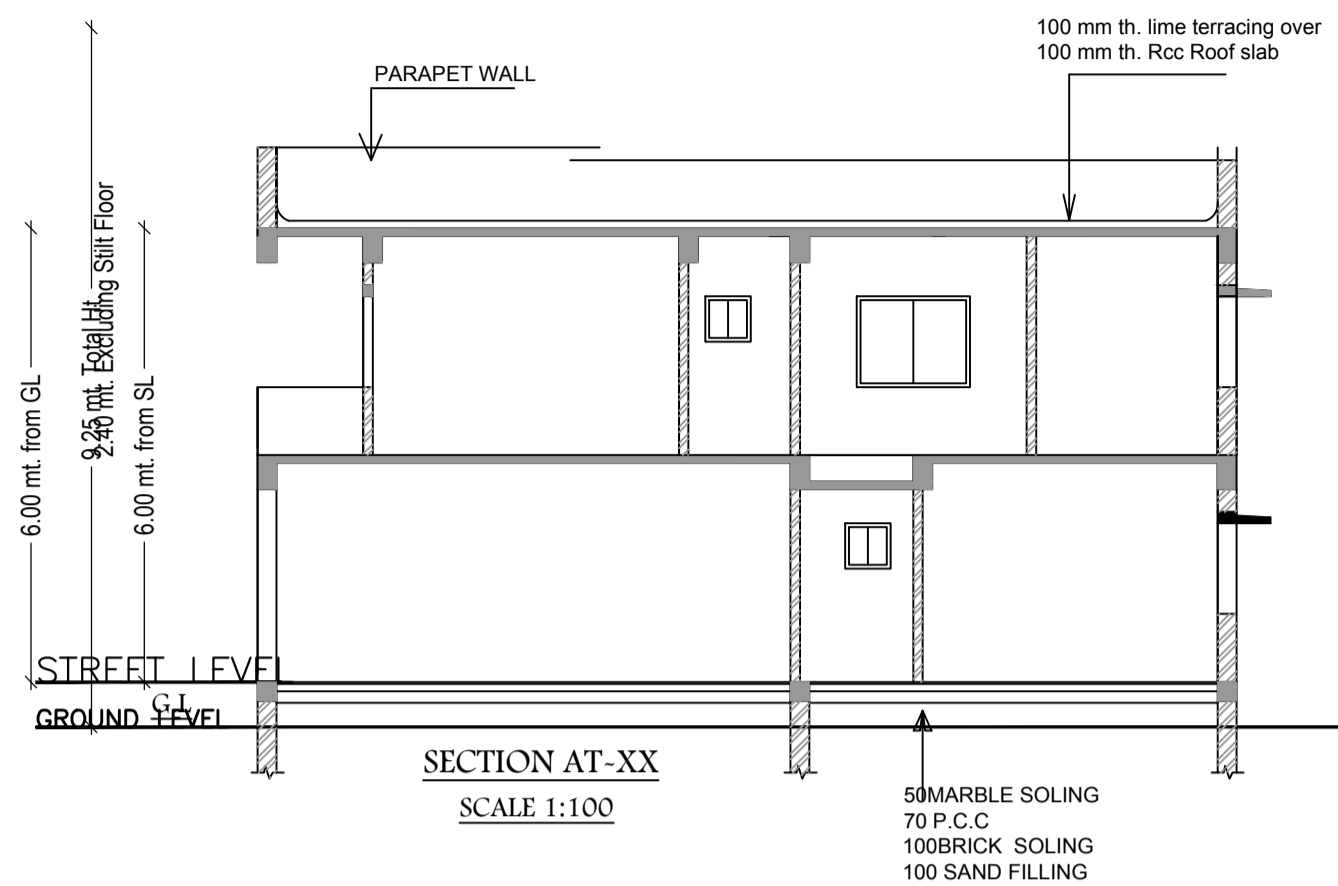 100 mm th. lime terracing over
100 mm th. Rcc Roof slab
PARAPET WALL
6.00 mt. from GL
9.25 mt. Total Ht.
2.40 mt. Excluding Stilt Floor
6.00 mt. from SL
STREET LEVEL
G.L
GROUND LEVEL
SECTION AT-XX
SCALE 1:100
50MARBLE SOLING
70 P.C.C
100BRICK SOLING
100 SAND FILLING